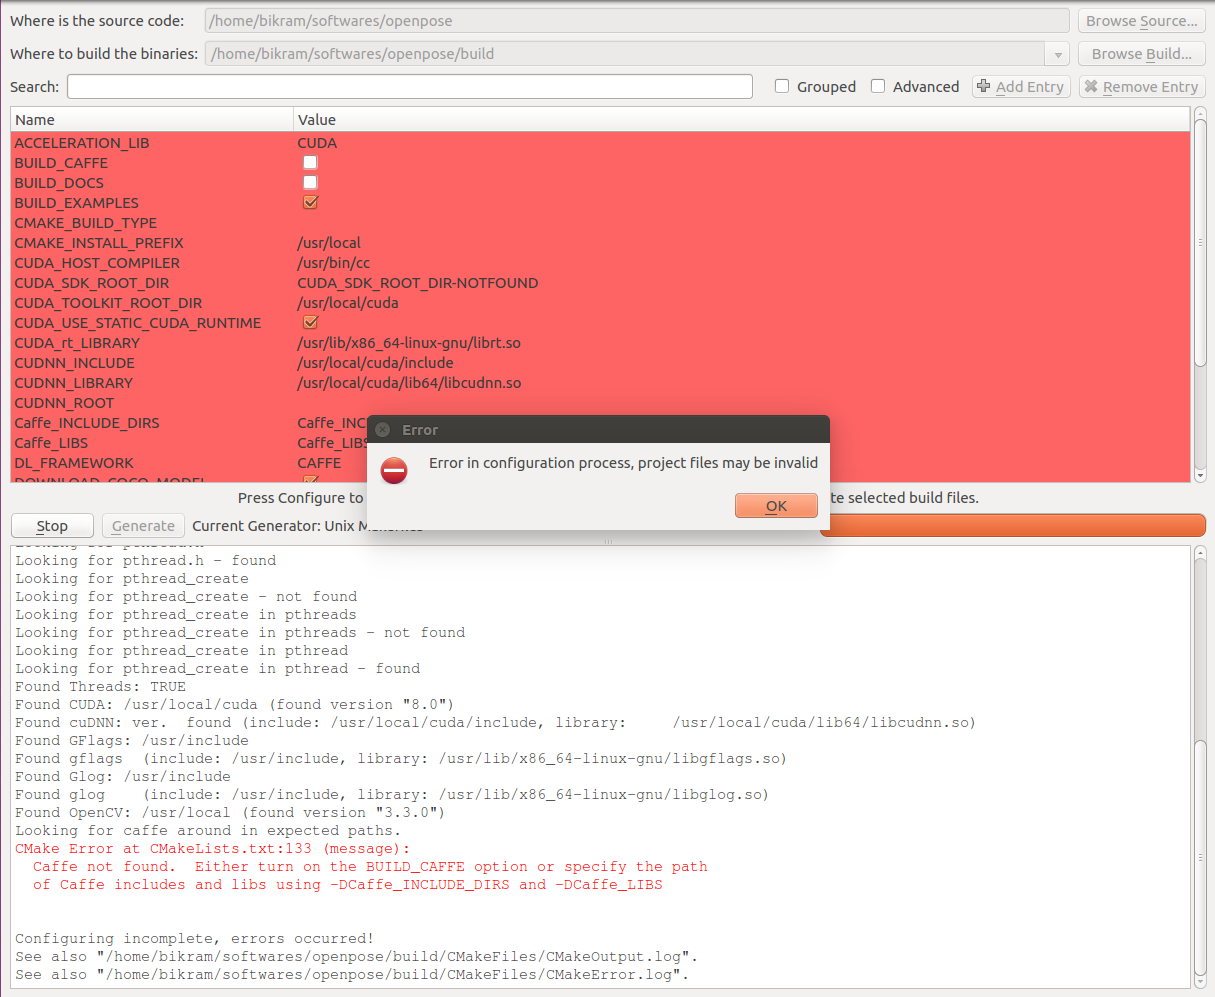 Where is the source code: /home/bikram/softwares/openpose Browse Source...
Where to build the binaries: /home/bikram/softwares/openpose/build Browse Build...
Search: Grouped Advanced Add Entry Remove Entry
Name Value
ACCELERATION_LIB CUDA
BUILD_CAFFE
BUILD_DOCS
BUILD_EXAMPLES
CMAKE_BUILD_TYPE
CMAKE_INSTALL_PREFIX /usr/local
CUDA_HOST_COMPILER /usr/bin/cc
CUDA_SDK_ROOT_DIR CUDA_SDK_ROOT_DIR-NOTFOUND
CUDA_TOOLKIT_ROOT_DIR /usr/local/cuda
CUDA_USE_STATIC_CUDA_RUNTIME
CUDA_rt_LIBRARY /usr/lib/x86_64-linux-gnu/librt.so
CUDNN_INCLUDE /usr/local/cuda/include
CUDNN_LIBRARY /usr/local/cuda/lib64/libcudnn.so
CUDNN_ROOT
Caffe_INCLUDE_DIRS Caffe_INC
Caffe_LIBS Caffe_LIBS
DL_FRAMEWORK CAFFE
DOWNLOAD_COCO_MODEL
Error
Error in configuration process, project files may be invalid
OK
Press Configure to te selected build files.
Stop Generate Current Generator: Unix Makefiles
Looking for pthread.h
Looking for pthread.h - found
Looking for pthread_create
Looking for pthread_create - not found
Looking for pthread_create in pthreads
Looking for pthread_create in pthreads - not found
Looking for pthread_create in pthread
Looking for pthread_create in pthread - found
Found Threads: TRUE
Found CUDA: /usr/local/cuda (found version "8.0")
Found cuDNN: ver. found (include: /usr/local/cuda/include, library: /usr/local/cuda/lib64/libcudnn.so)
Found GFlags: /usr/include
Found gflags (include: /usr/include, library: /usr/lib/x86_64-linux-gnu/libgflags.so)
Found Glog: /usr/include
Found glog (include: /usr/include, library: /usr/lib/x86_64-linux-gnu/libglog.so)
Found OpenCV: /usr/local (found version "3.3.0")
Looking for caffe around in expected paths.
CMake Error at CMakeLists.txt:133 (message):
Caffe not found. Either turn on the BUILD_CAFFE option or specify the path
of Caffe includes and libs using -DCaffe_INCLUDE_DIRS and -DCaffe_LIBS
Configuring incomplete, errors occurred!
See also "/home/bikram/softwares/openpose/build/CMakeFiles/CMakeOutput.log".
See also "/home/bikram/softwares/openpose/build/CMakeFiles/CMakeError.log".